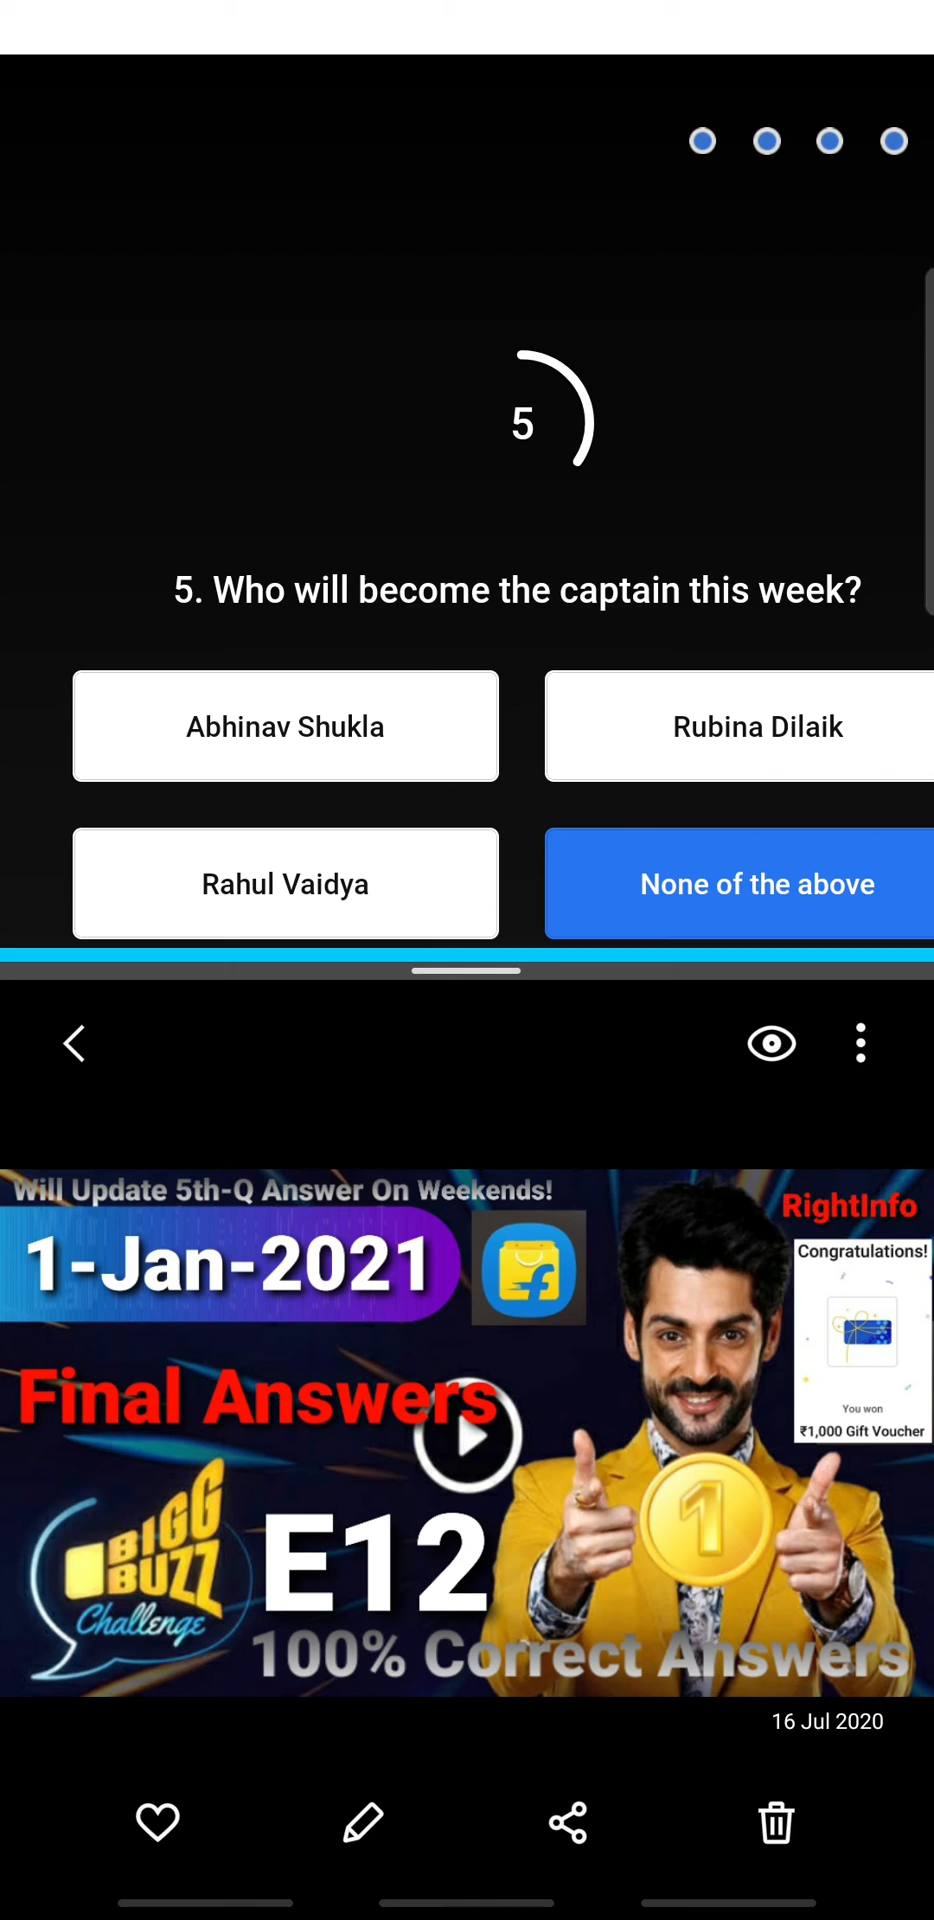 5
5. Who will become the captain this week?
Abhinav Shukla
Rubina Dilaik
Rahul Vaidya
None of the above
Will Update 5th-Q Answer On Weekends!
RightInfo
1-Jan-2021
Congratulations!
Final Answers
You won
₹1,000 Gift Voucher
BIGG
BUZZ
Challenge
E12
1
100% Correct Answers
16 Jul 2020